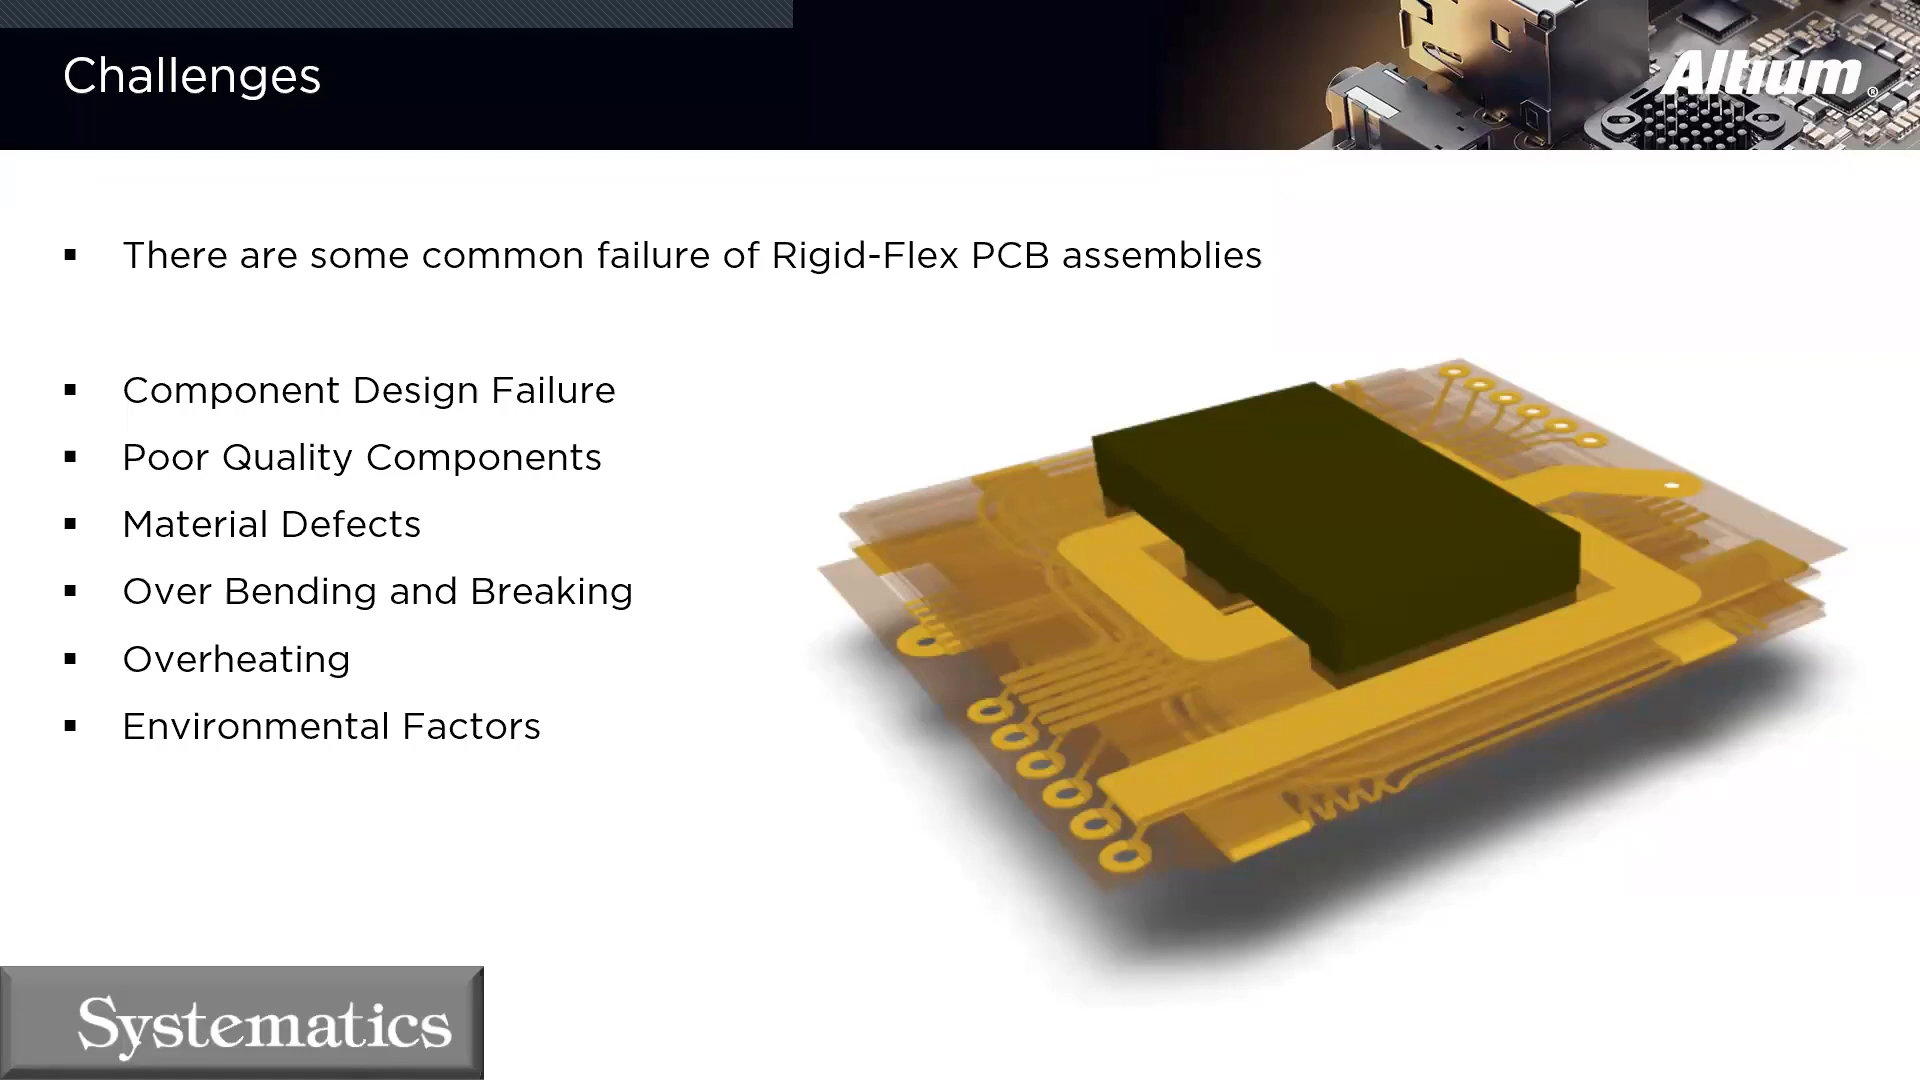 Challenges
Altium®
▪ There are some common failure of Rigid-Flex PCB assemblies
▪ Component Design Failure
▪ Poor Quality Components
▪ Material Defects
▪ Over Bending and Breaking
▪ Overheating
▪ Environmental Factors
Systematics